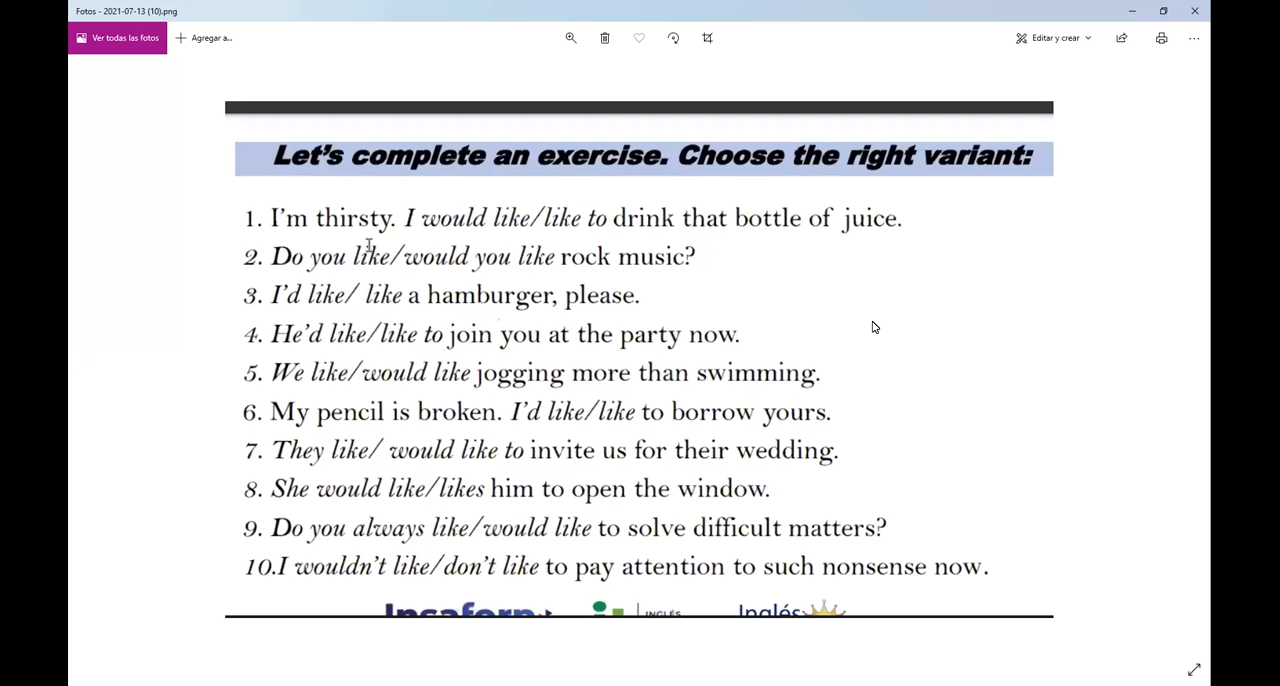 Fotos - 2021-07-13 (10).png
Ver todas las fotos
Agregar a...
Editar y crear
Let's complete an exercise. Choose the right variant:
1. I'm thirsty. I would like/like to drink that bottle of juice.
2. Do you like/would you like rock music?
3. I'd like/ like a hamburger, please.
4. He'd like/like to join you at the party now.
5. We like/would like jogging more than swimming.
6. My pencil is broken. I'd like/like to borrow yours.
7. They like/ would like to invite us for their wedding.
8. She would like/likes him to open the window.
9. Do you always like/would like to solve difficult matters?
10.I wouldn't like/don't like to pay attention to such nonsense now.
Insaforp
INGLÉS
Inglés